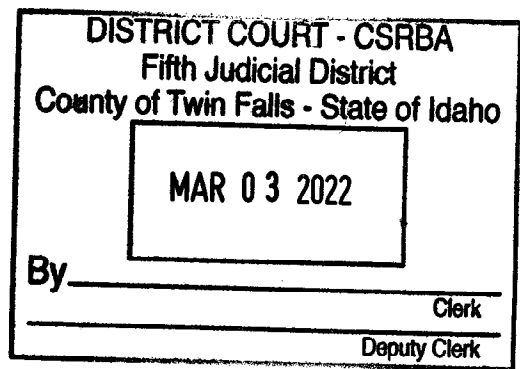 DISTRICT COURT - CSRBA
Fifth Judicial District
County of Twin Falls - State of Idaho
MAR 03 2022
By
Clerk
Deputy Clerk